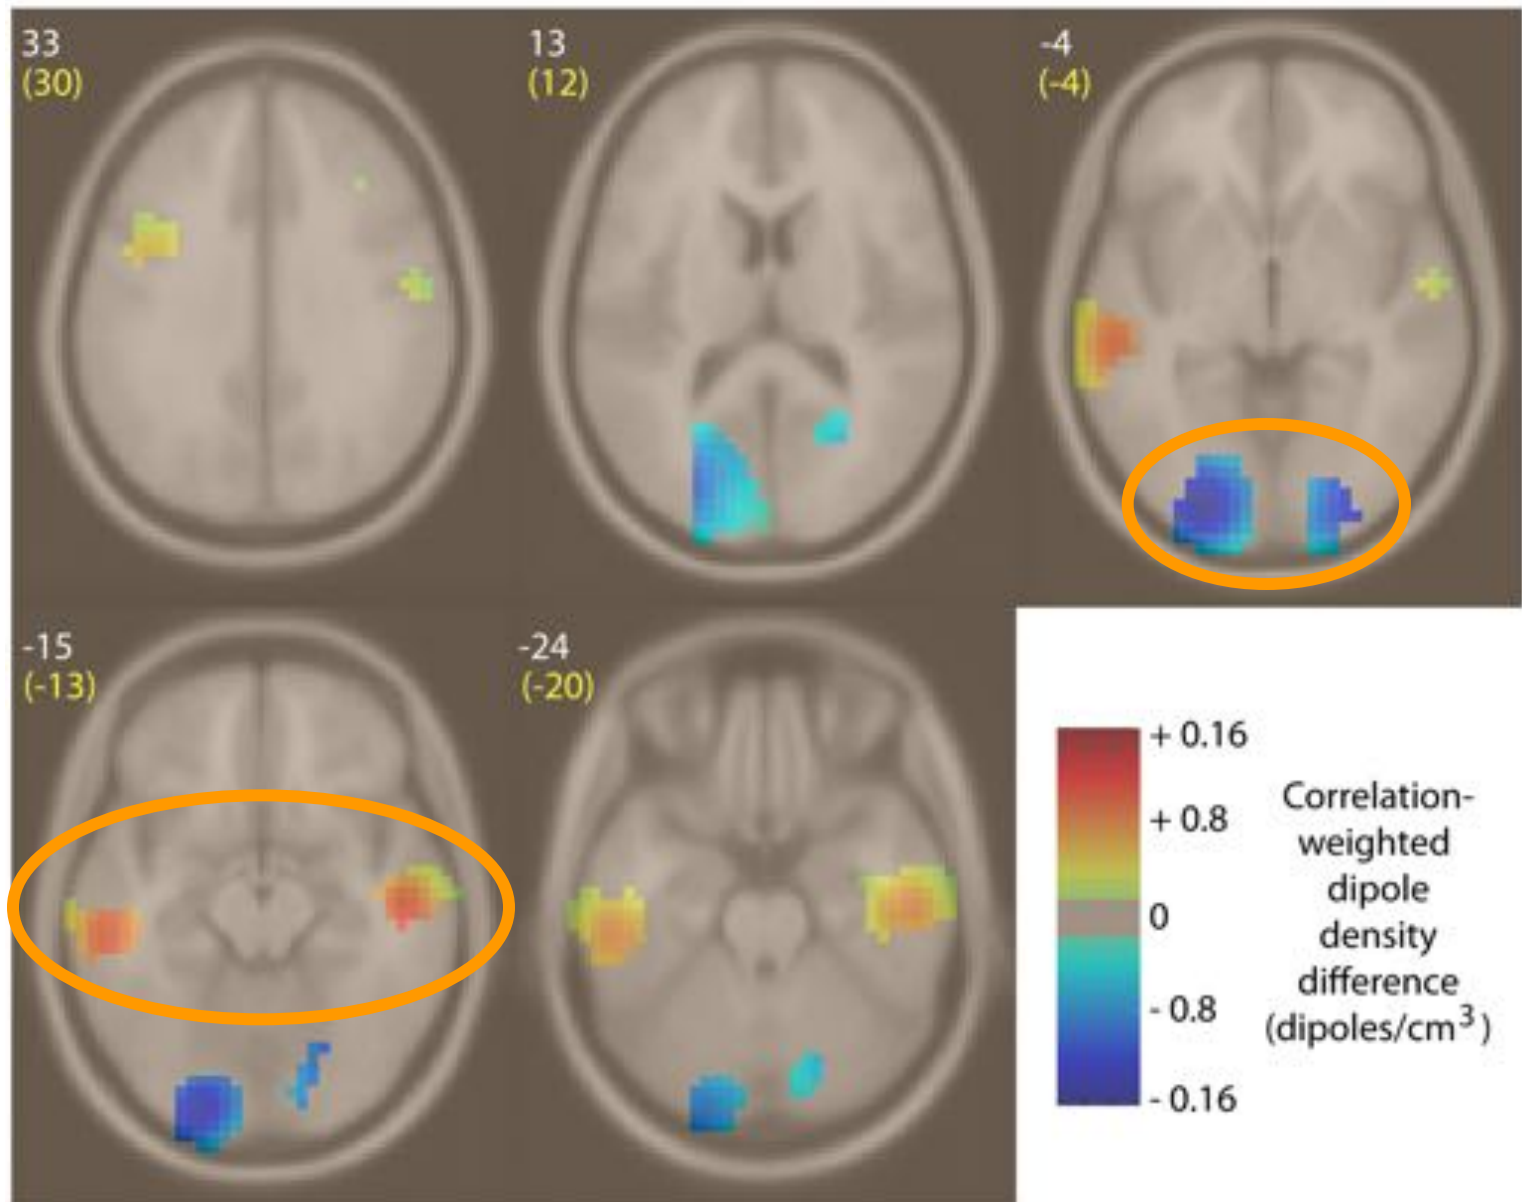 33
(30)
13
(12)
-4
(-4)
-15
(-13)
-24
(-20)
+ 0.16
+ 0.8
0
- 0.8
- 0.16
Correlation-
weighted
dipole
density
difference
(dipoles/cm³)